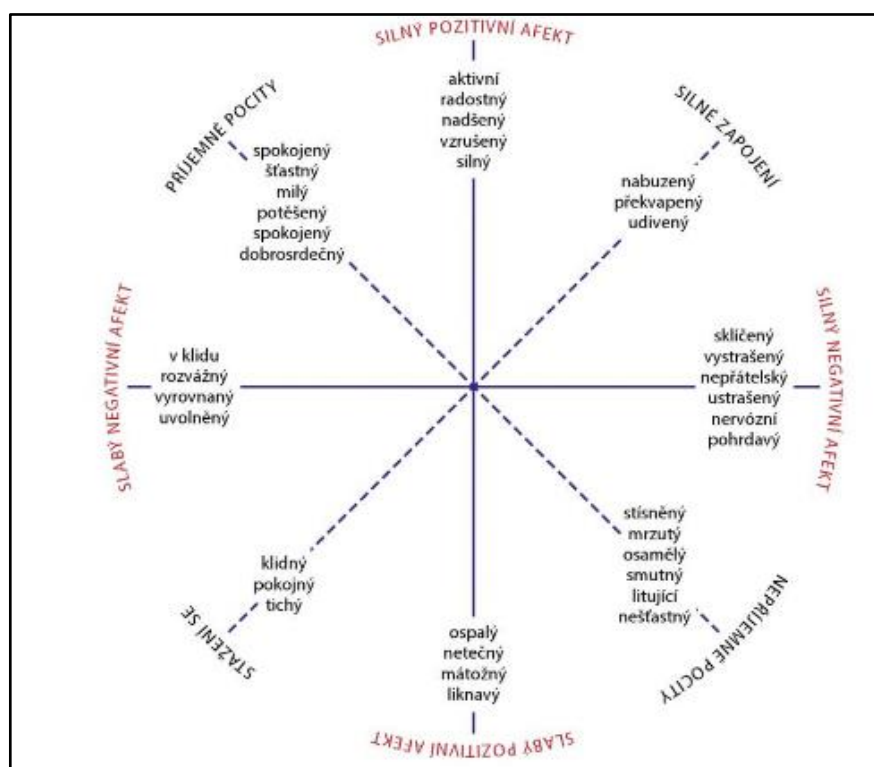 SILNÝ POZITIVNÍ AFEKT
aktivní
radostný
nadšený
vzrušený
silný
PŘÍJEMNÉ POCITY
spokojený
šťastný
milý
potěšený
spokojený
dobrosrdečný
SILNÉ ZAPOJENÍ
nabuzený
překvapený
udivený
SLABÝ NEGATIVNÍ AFEKT
v klidu
rozvážný
vyrovnaný
uvolněný
sklíčený
vystrašený
nepřátelský
ustrašený
nervózní
pohrdavý
SILNÝ NEGATIVNÍ AFEKT
STAŽENÍ SE
klidný
pokojný
tichý
stísněný
mrzutý
osamělý
smutný
litující
nešťastný
NEPŘÍJEMNÉ POCITY
ospalý
netečný
mátožný
liknavý
SLABÝ POZITIVNÍ AFEKT